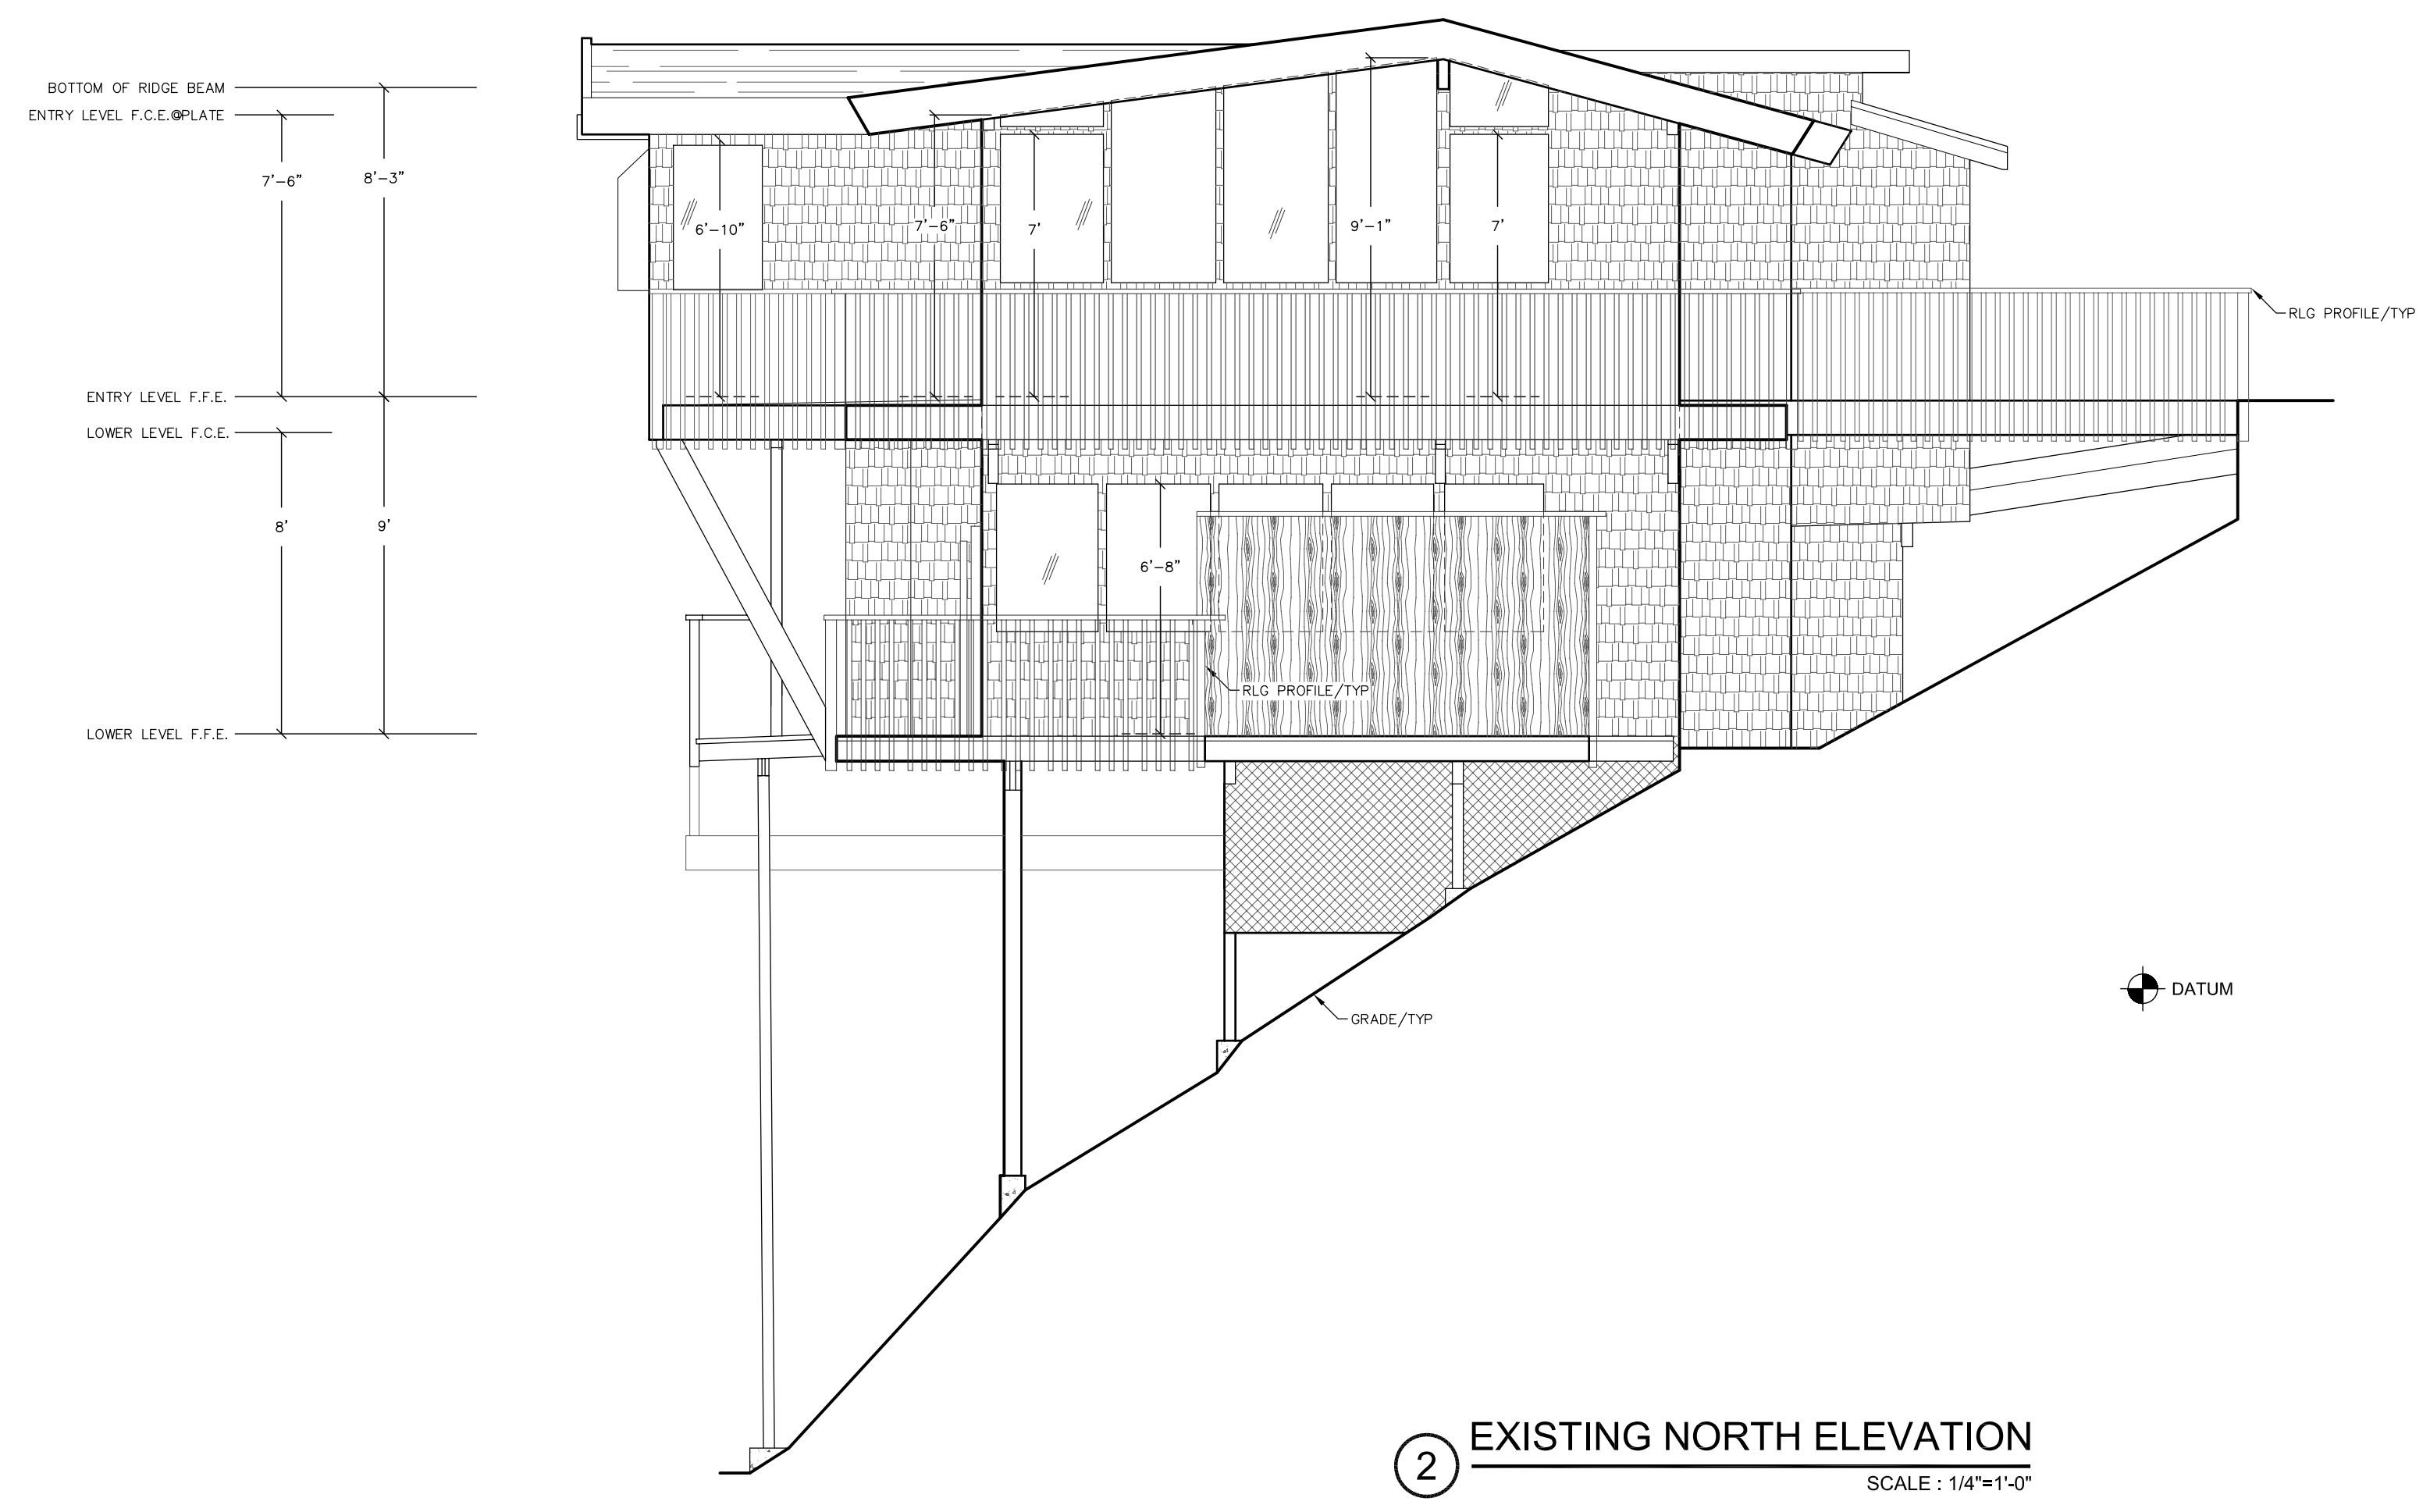 BOTTOM OF RIDGE BEAM
ENTRY LEVEL F.C.E.@PLATE
7'-6"
8'-3"
6'-10"
7'-6"
7'
9'-1"
7'
RLG PROFILE/TYP
ENTRY LEVEL F.F.E.
LOWER LEVEL F.C.E.
8'
9'
6'-8"
RLG PROFILE/TYP
LOWER LEVEL F.F.E.
DATUM
GRADE/TYP
2
EXISTING NORTH ELEVATION
SCALE : 1/4"=1'-0"